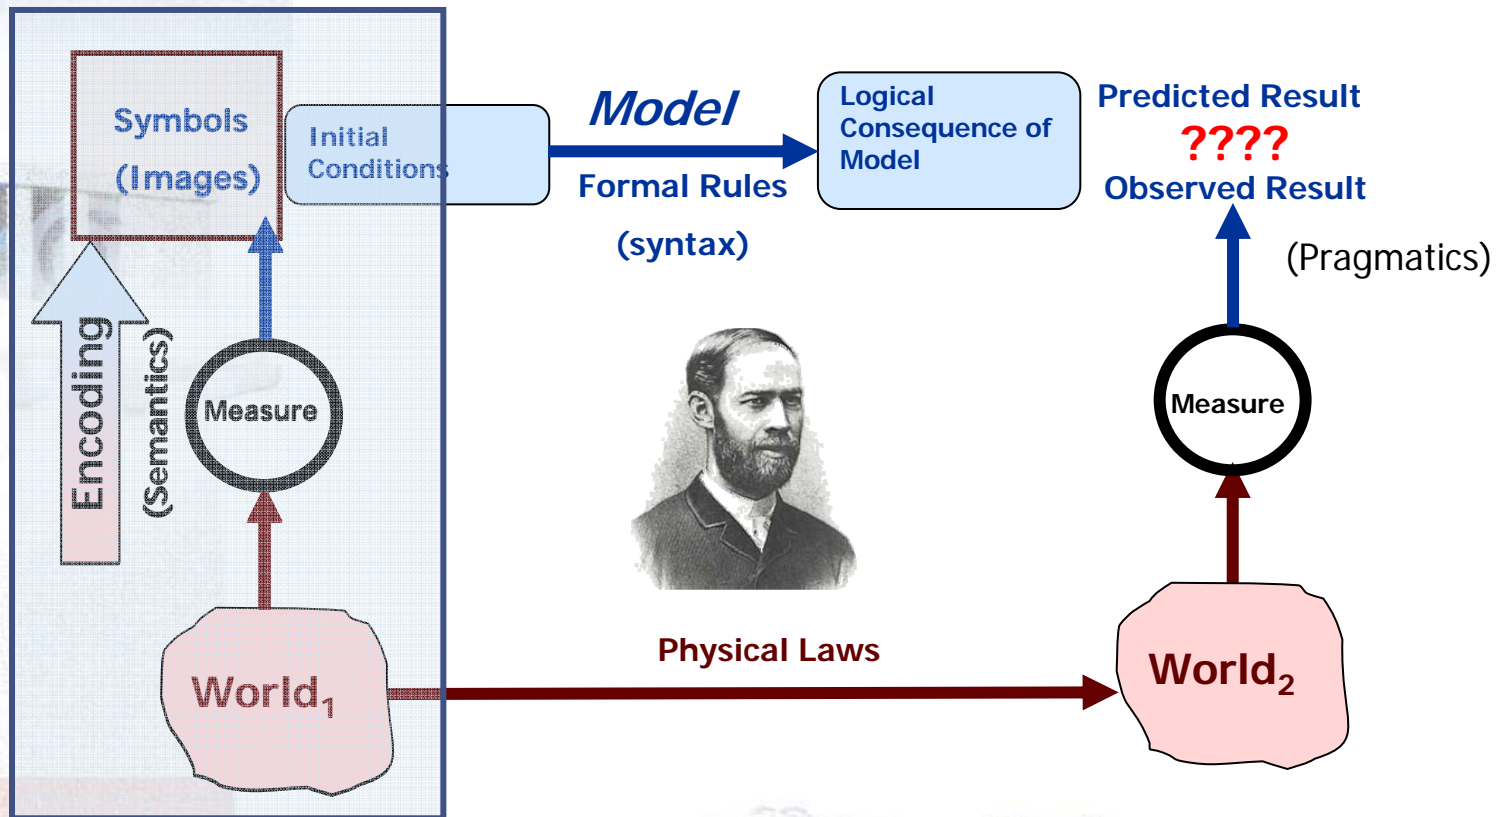 Symbols
(Images)
Initial
Conditions
Model
Formal Rules
(syntax)
Logical
Consequence of
Model
Predicted Result
????
Observed Result
(Pragmatics)
Encoding
(Semantics)
Measure
Measure
Physical Laws
World₁
World₂